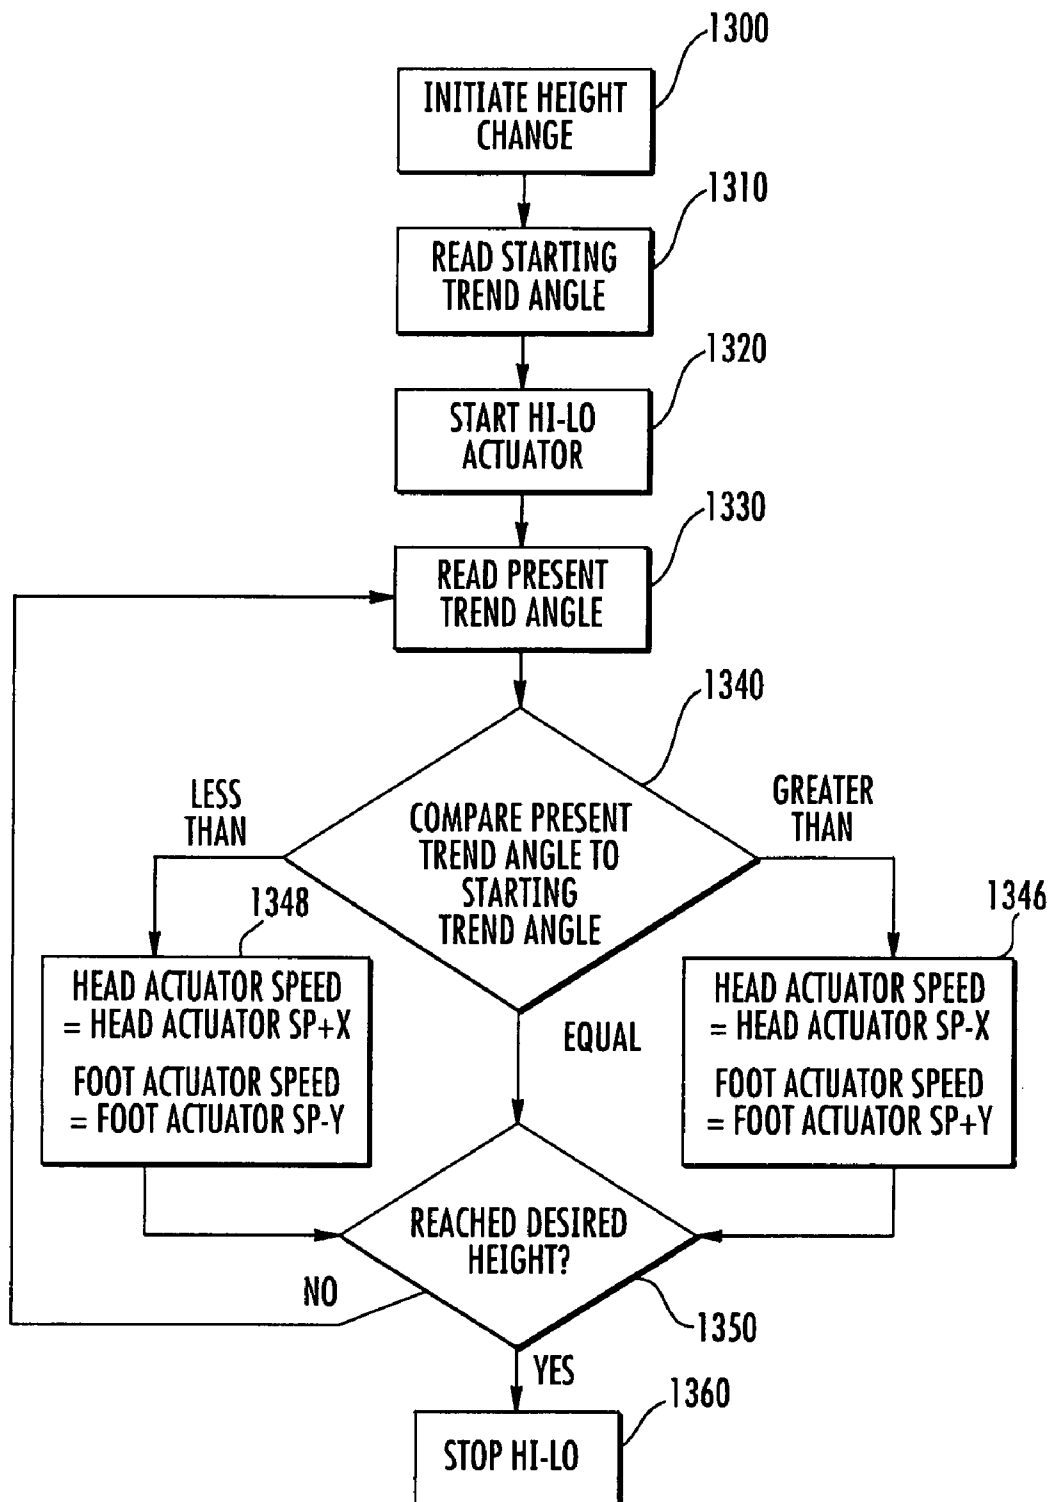 1300
INITIATE HEIGHT
CHANGE
1310
READ STARTING
TREND ANGLE
1320
START HI-LO
ACTUATOR
1330
READ PRESENT
TREND ANGLE
1340
LESS
THAN
GREATER
THAN
COMPARE PRESENT
TREND ANGLE TO
STARTING
TREND ANGLE
1348
1346
HEAD ACTUATOR SPEED
= HEAD ACTUATOR SP+X
FOOT ACTUATOR SPEED
= FOOT ACTUATOR SP-Y
EQUAL
HEAD ACTUATOR SPEED
= HEAD ACTUATOR SP-X
FOOT ACTUATOR SPEED
= FOOT ACTUATOR SP+Y
REACHED DESIRED
HEIGHT?
NO
1350
YES
1360
STOP HI-LO